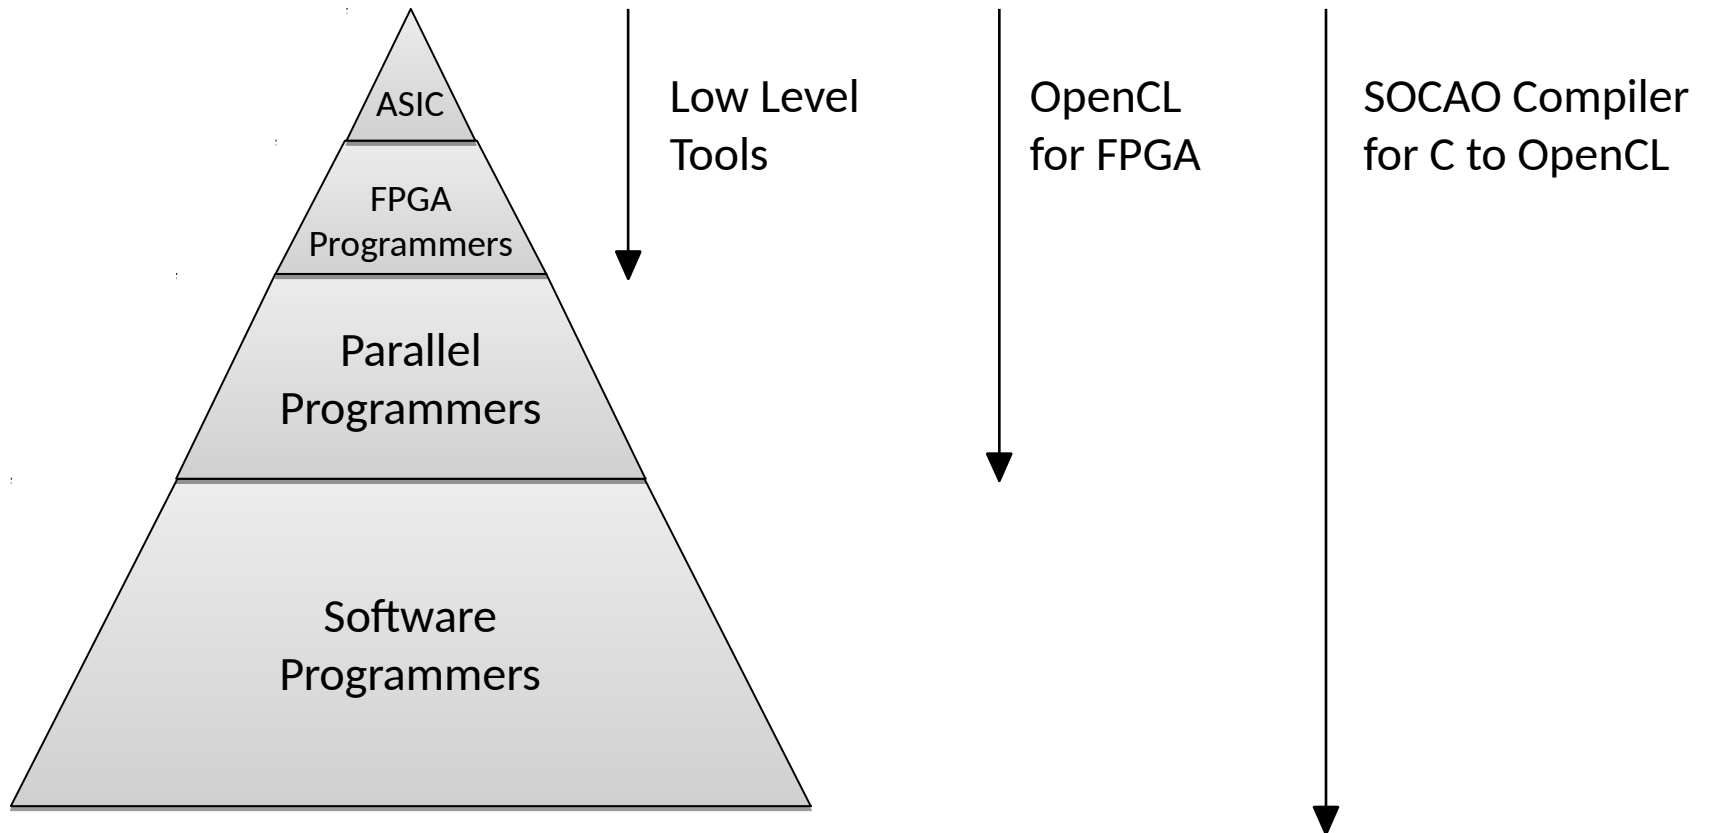 ASIC
FPGA
Programmers
Parallel
Programmers
Software
Programmers
Low Level
Tools
OpenCL
for FPGA
SOCAO Compiler
for C to OpenCL